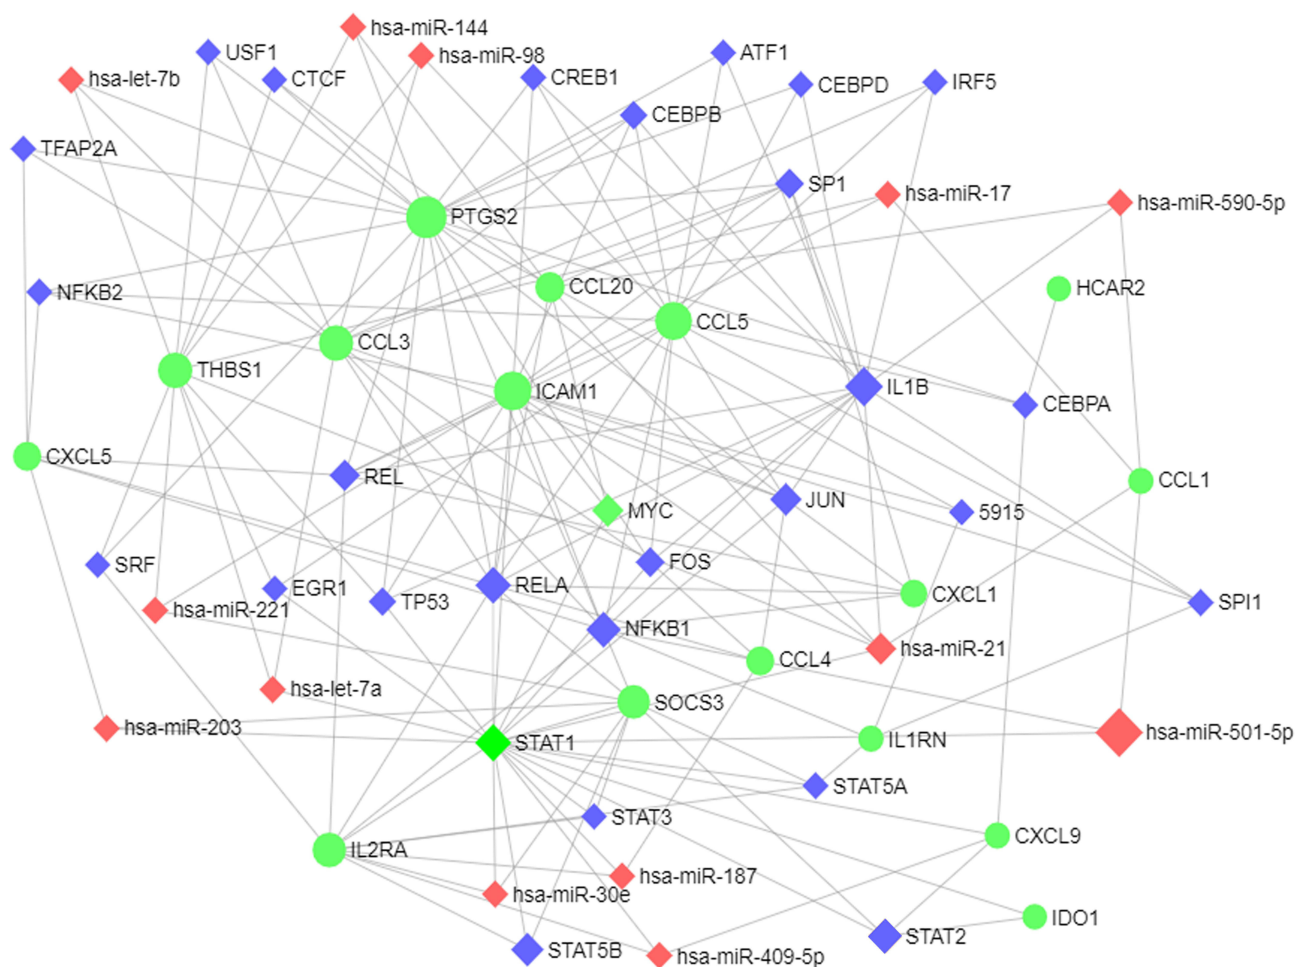 hsa-miR-144
USF1
hsa-miR-98
ATF1
hsa-let-7b
CTCF
CREB1
CEBPD
IRF5
CEBPB
TFAP2A
SP1
hsa-miR-17
hsa-miR-590-5p
PTGS2
CCL20
HCAR2
NFKB2
CCL5
CCL3
THBS1
ICAM1
IL1B
CEBPA
CXCL5
REL
CCL1
JUN
MYC
5915
SRF
FOS
EGR1
RELA
CXCL1
TP53
SPI1
hsa-miR-221
NFKB1
hsa-miR-21
CCL4
hsa-let-7a
SOCS3
hsa-miR-203
hsa-miR-501-5p
STAT1
IL1RN
STAT5A
STAT3
CXCL9
IL2RA
hsa-miR-187
hsa-miR-30e
IDO1
STAT2
STAT5B
hsa-miR-409-5p